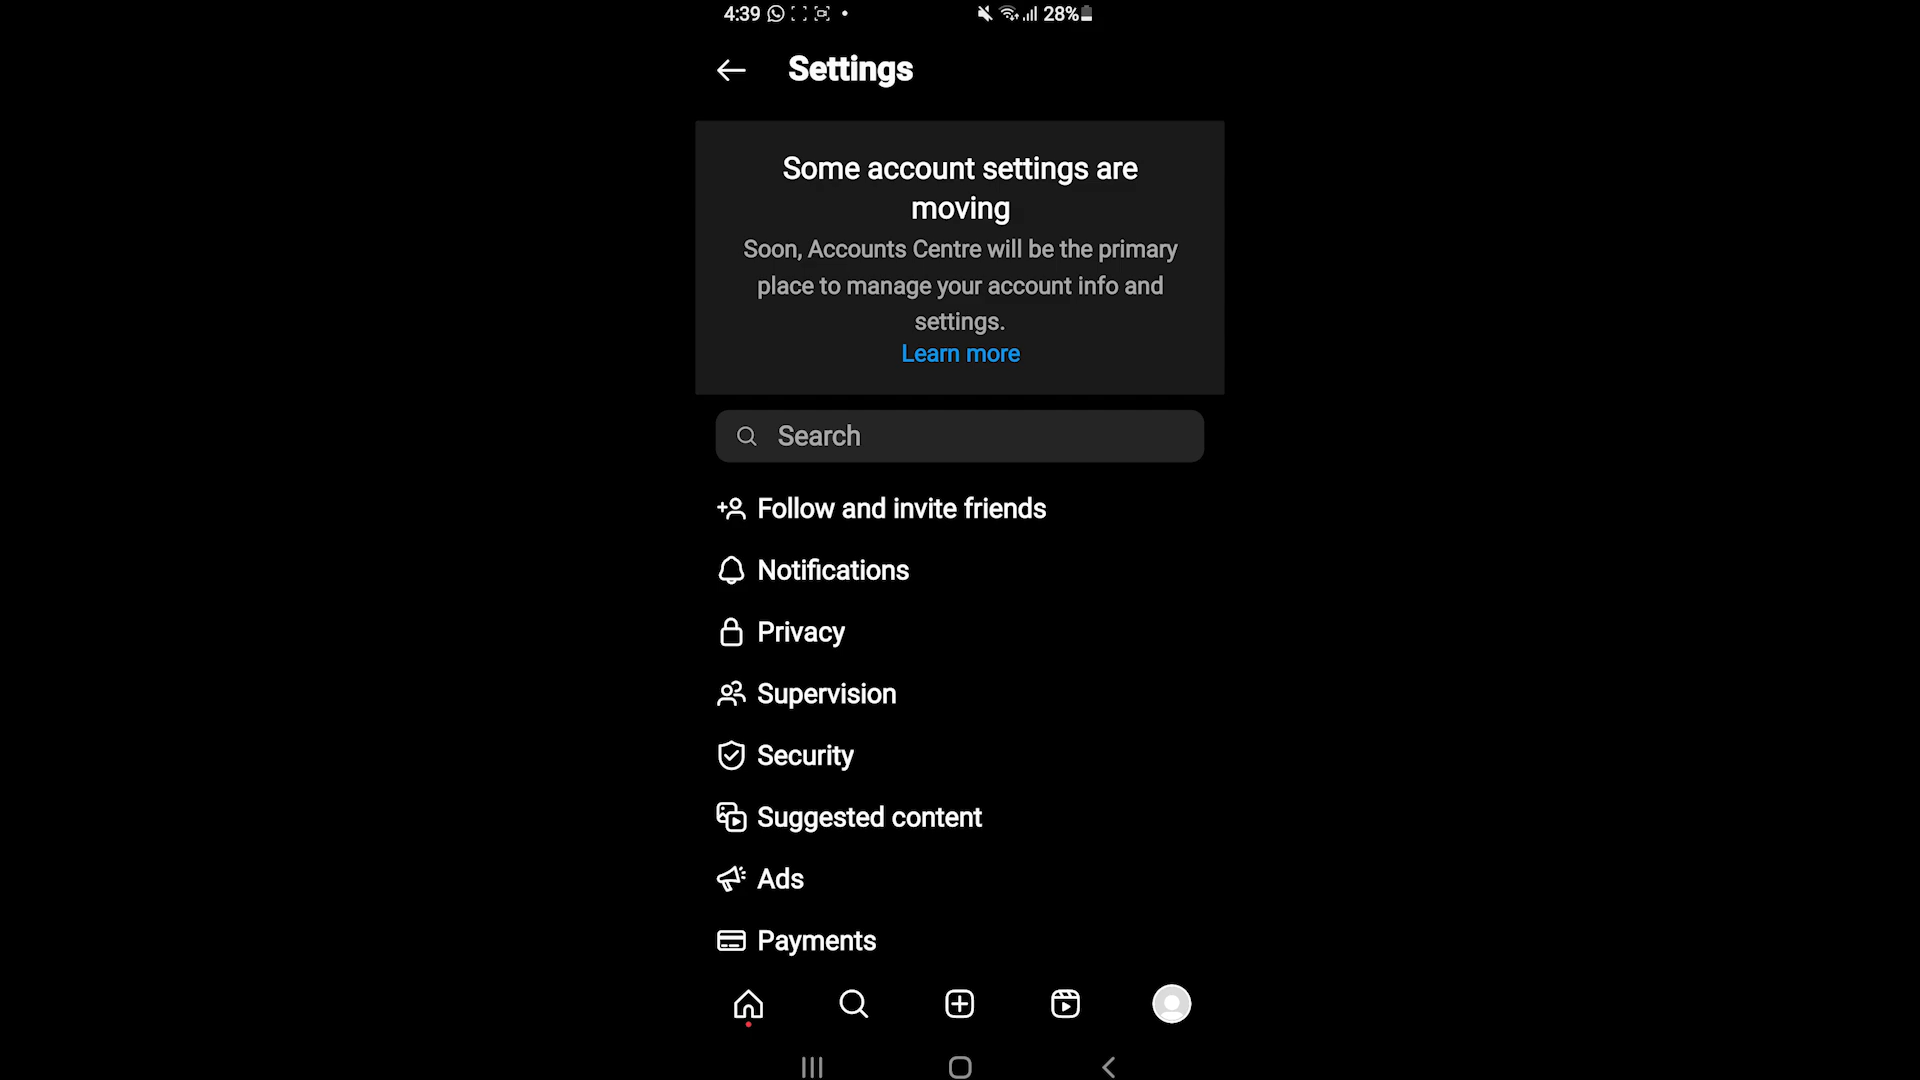 4:39 28%
Settings
Some account settings are
moving
Soon, Accounts Centre will be the primary
place to manage your account info and
settings.
Learn more
Search
Follow and invite friends
Notifications
Privacy
Supervision
Security
Suggested content
Ads
Payments